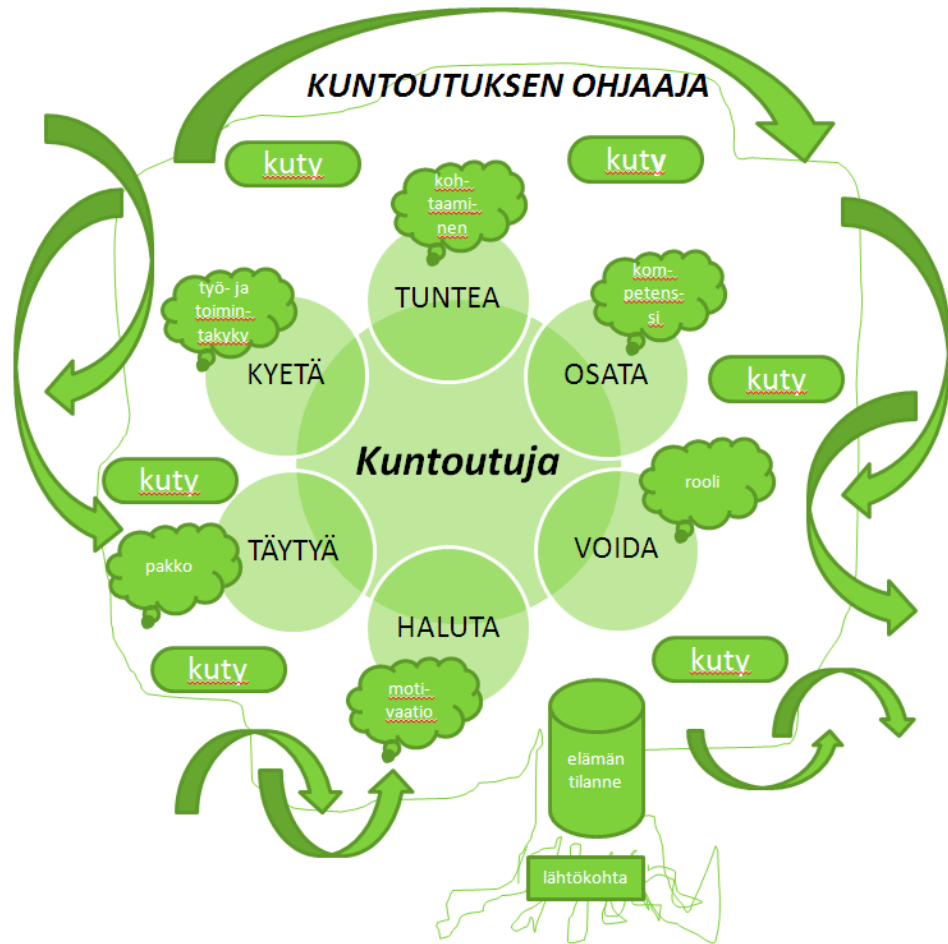 KUNTOUTUKSEN OHJAAJA
kuty
kuty
koh-
taami-
nen
TUNTEA
kom-
petens-
si
OSATA
työ- ja
toimin-
takyky
KYETÄ
kuty
Kuntoutuja
kuty
rooli
VOIDA
TÄYTYÄ
pakko
HALUTA
kuty
kuty
moti-
vaatio
elämän
tilanne
lähtökohta